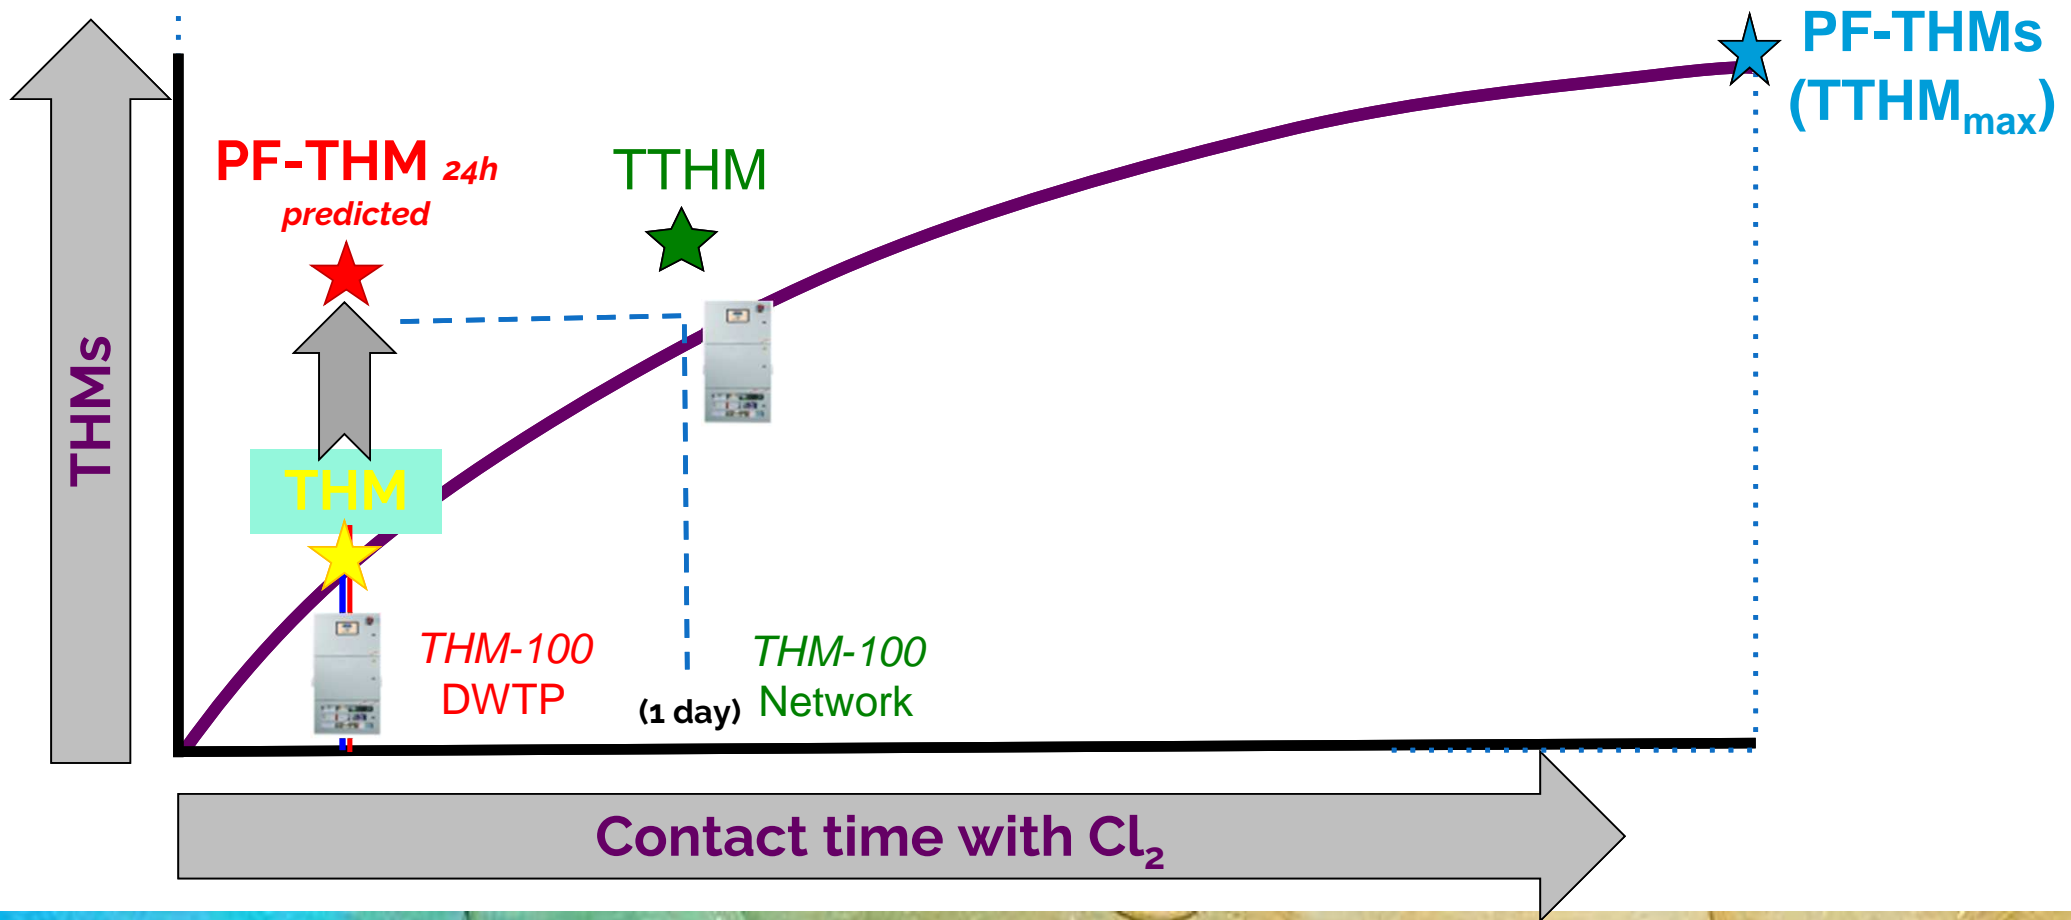 PF-THMs
(TTHMmax)
PF-THM 24h
predicted
TTHM
THMs
THM
THM-100
DWTP
(1 day)
THM-100
Network
Contact time with Cl2